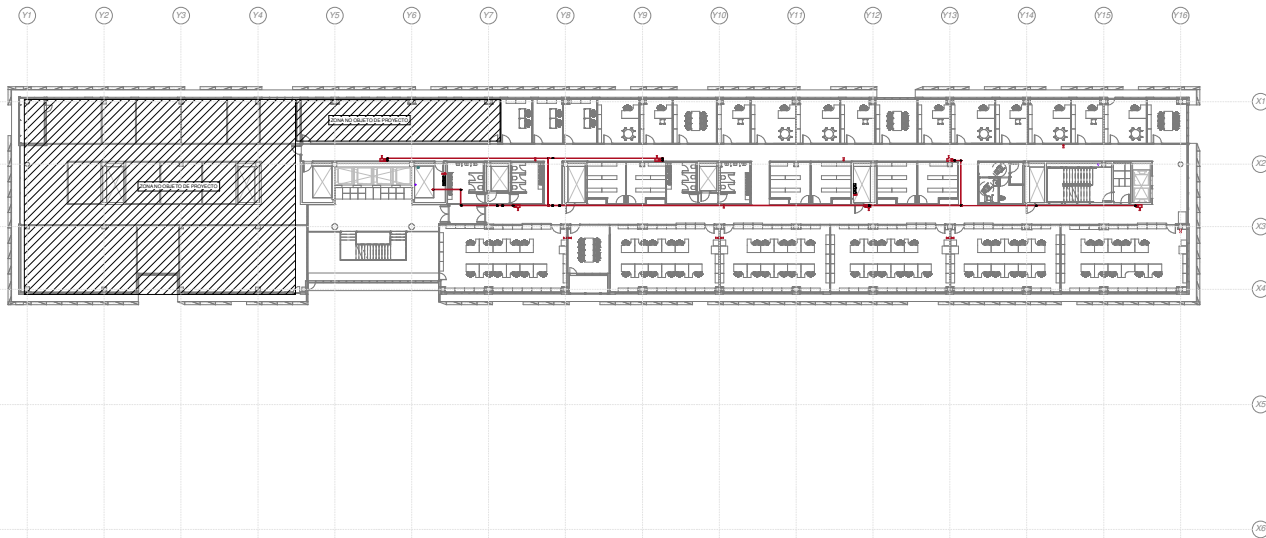 Y1 Y2 Y3 Y4 Y5 Y6 Y7 Y8 Y9 Y10 Y11 Y12 Y13 Y14 Y15 Y16
X1
ZONA NO OBJETO DE PROYECTO
X2
ZONA NO OBJETO DE PROYECTO
X3
X4
X5
X6